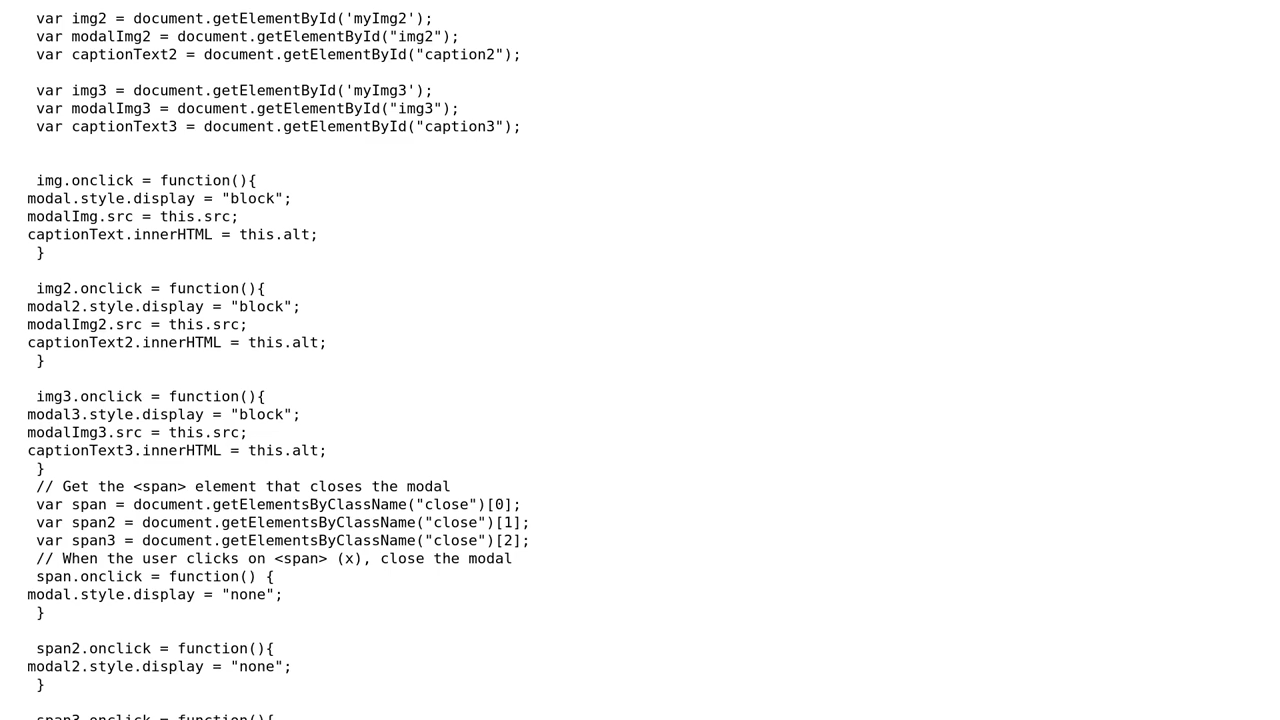 var img2 = document.getElementById('myImg2');
var modalImg2 = document.getElementById("img2");
var captionText2 = document.getElementById("caption2");
var img3 = document.getElementById('myImg3');
var modalImg3 = document.getElementById("img3");
var captionText3 = document.getElementById("caption3");
img.onclick = function(){
modal.style.display = "block";
modalImg.src = this.src;
captionText.innerHTML = this.alt;
}
img2.onclick = function(){
modal2.style.display = "block";
modalImg2.src = this.src;
captionText2.innerHTML = this.alt;
}
img3.onclick = function(){
modal3.style.display = "block";
modalImg3.src = this.src;
captionText3.innerHTML = this.alt;
}
// Get the <span> element that closes the modal
var span = document.getElementsByClassName("close")[0];
var span2 = document.getElementsByClassName("close")[1];
var span3 = document.getElementsByClassName("close")[2];
// When the user clicks on <span> (x), close the modal
span.onclick = function() {
modal.style.display = "none";
}
span2.onclick = function(){
modal2.style.display = "none";
}
span3.onclick = function(){